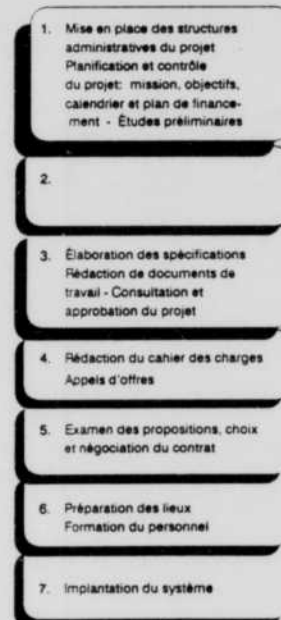 1. Mise en place des structures
administratives du projet
Planification et contrôle
du projet: mission, objectifs,
calendrier et plan de finance-
ment - Études préliminaires
2.
3. Élaboration des spécifications
Rédaction de documents de
travail - Consultation et
approbation du projet
4. Rédaction du cahier des charges
Appels d'offres
5. Examen des propositions, choix
et négociation du contrat
6. Préparation des lieux
Formation du personnel
7. Implantation du système